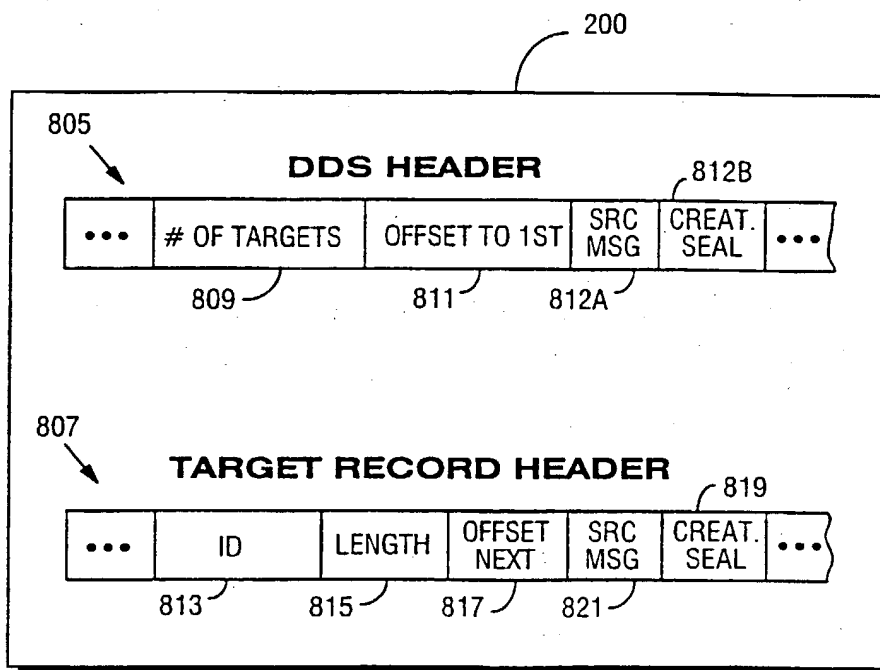 200
805
DDS HEADER
812B
••• # OF TARGETS OFFSET TO 1ST SRC MSG CREAT. SEAL •••
809 811 812A
807
TARGET RECORD HEADER
819
••• ID LENGTH OFFSET NEXT SRC MSG CREAT. SEAL •••
813 815 817 821